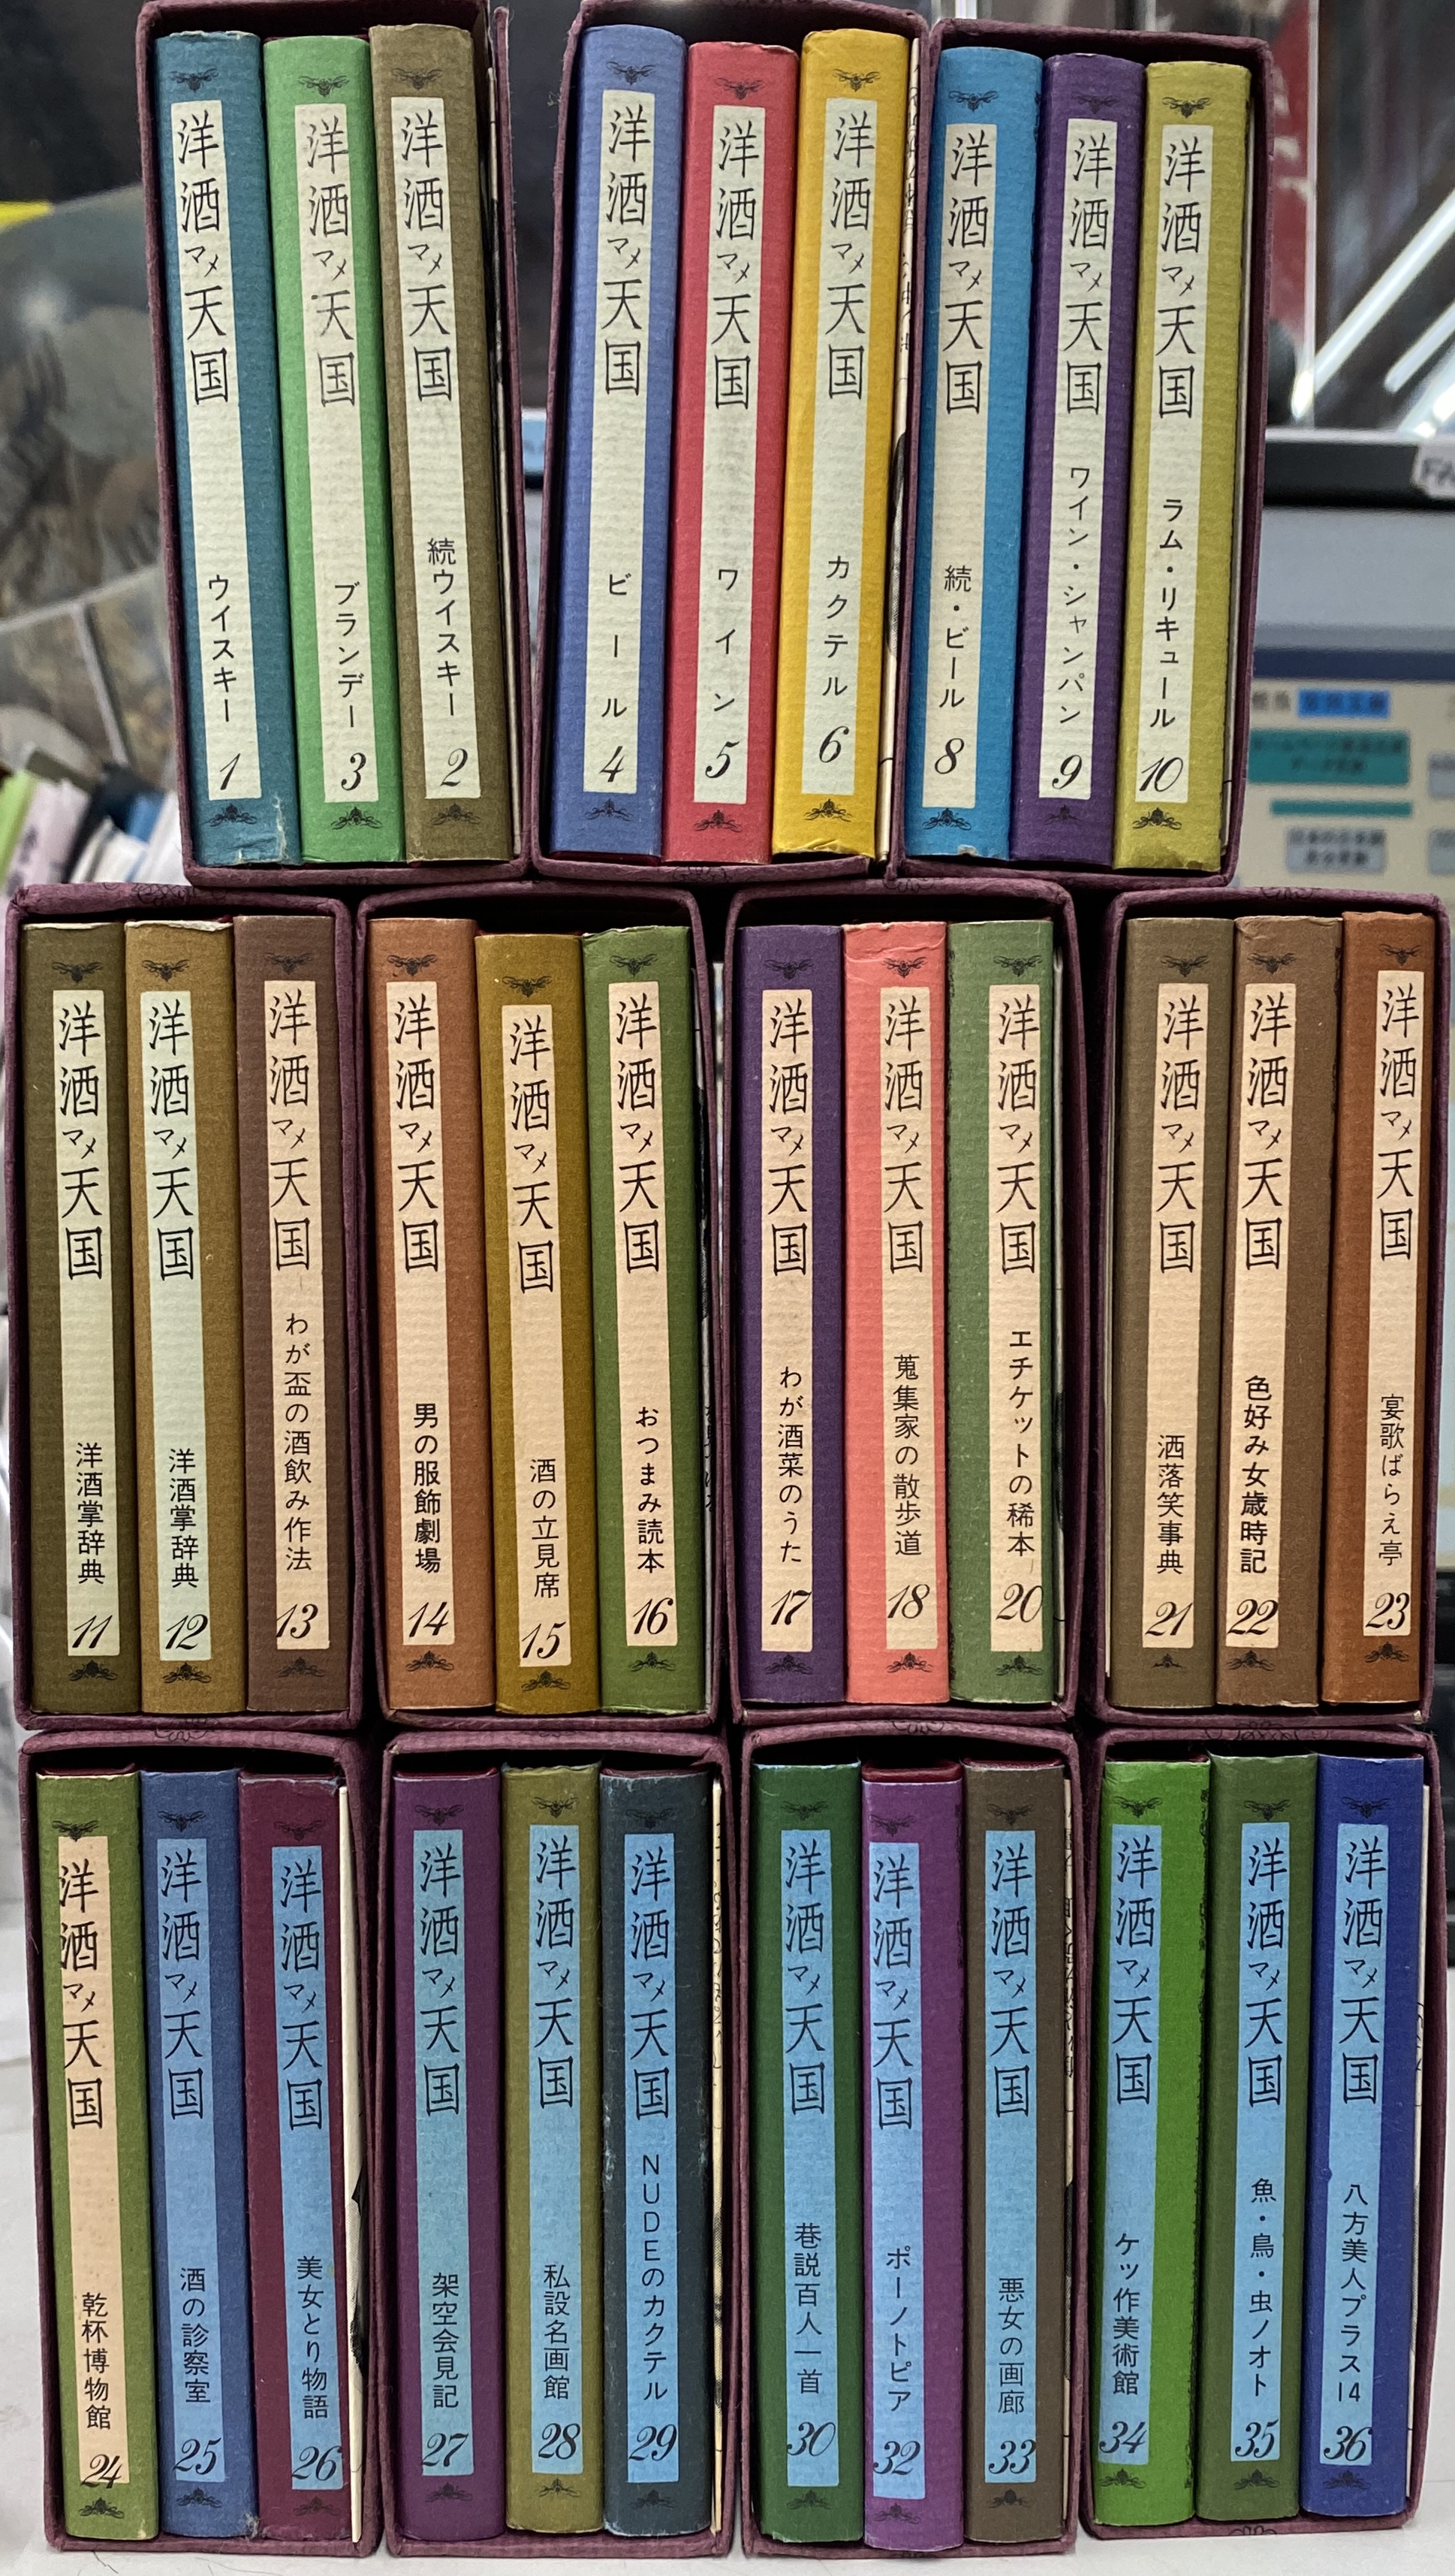 洋酒マメ天国 ウイスキー 1
洋酒マメ天国 ブランデー 3
洋酒マメ天国 続ウイスキー 2
洋酒マメ天国 ビール 4
洋酒マメ天国 ワイン 5
洋酒マメ天国 カクテル 6
洋酒マメ天国 続・ビール 8
洋酒マメ天国 ワイン・シャンパン 9
洋酒マメ天国 ラム・リキュール 10
洋酒マメ天国 洋酒掌辞典 11
洋酒マメ天国 洋酒掌辞典 12
洋酒マメ天国 わが盃の酒飲み作法 13
洋酒マメ天国 男の服飾劇場 14
洋酒マメ天国 酒の立見席 15
洋酒マメ天国 おつまみ読本 16
洋酒マメ天国 わが酒菜のうた 17
洋酒マメ天国 蒐集家の散歩道 18
洋酒マメ天国 エチケットの稀本 20
洋酒マメ天国 洒落笑事典 21
洋酒マメ天国 色好み女歳時記 22
洋酒マメ天国 宴歌ばらえ亭 23
洋酒マメ天国 乾杯博物館 24
洋酒マメ天国 酒の診察室 25
洋酒マメ天国 美女とり物語 26
洋酒マメ天国 架空会見記 27
洋酒マメ天国 私設名画館 28
洋酒マメ天国 NUDEのカクテル 29
洋酒マメ天国 巷説百人一首 30
洋酒マメ天国 ポーノトピア 32
洋酒マメ天国 悪女の画廊 33
洋酒マメ天国 ケッ作美術館 34
洋酒マメ天国 魚・鳥・虫ノオト 35
洋酒マメ天国 八方美人プラス14 36